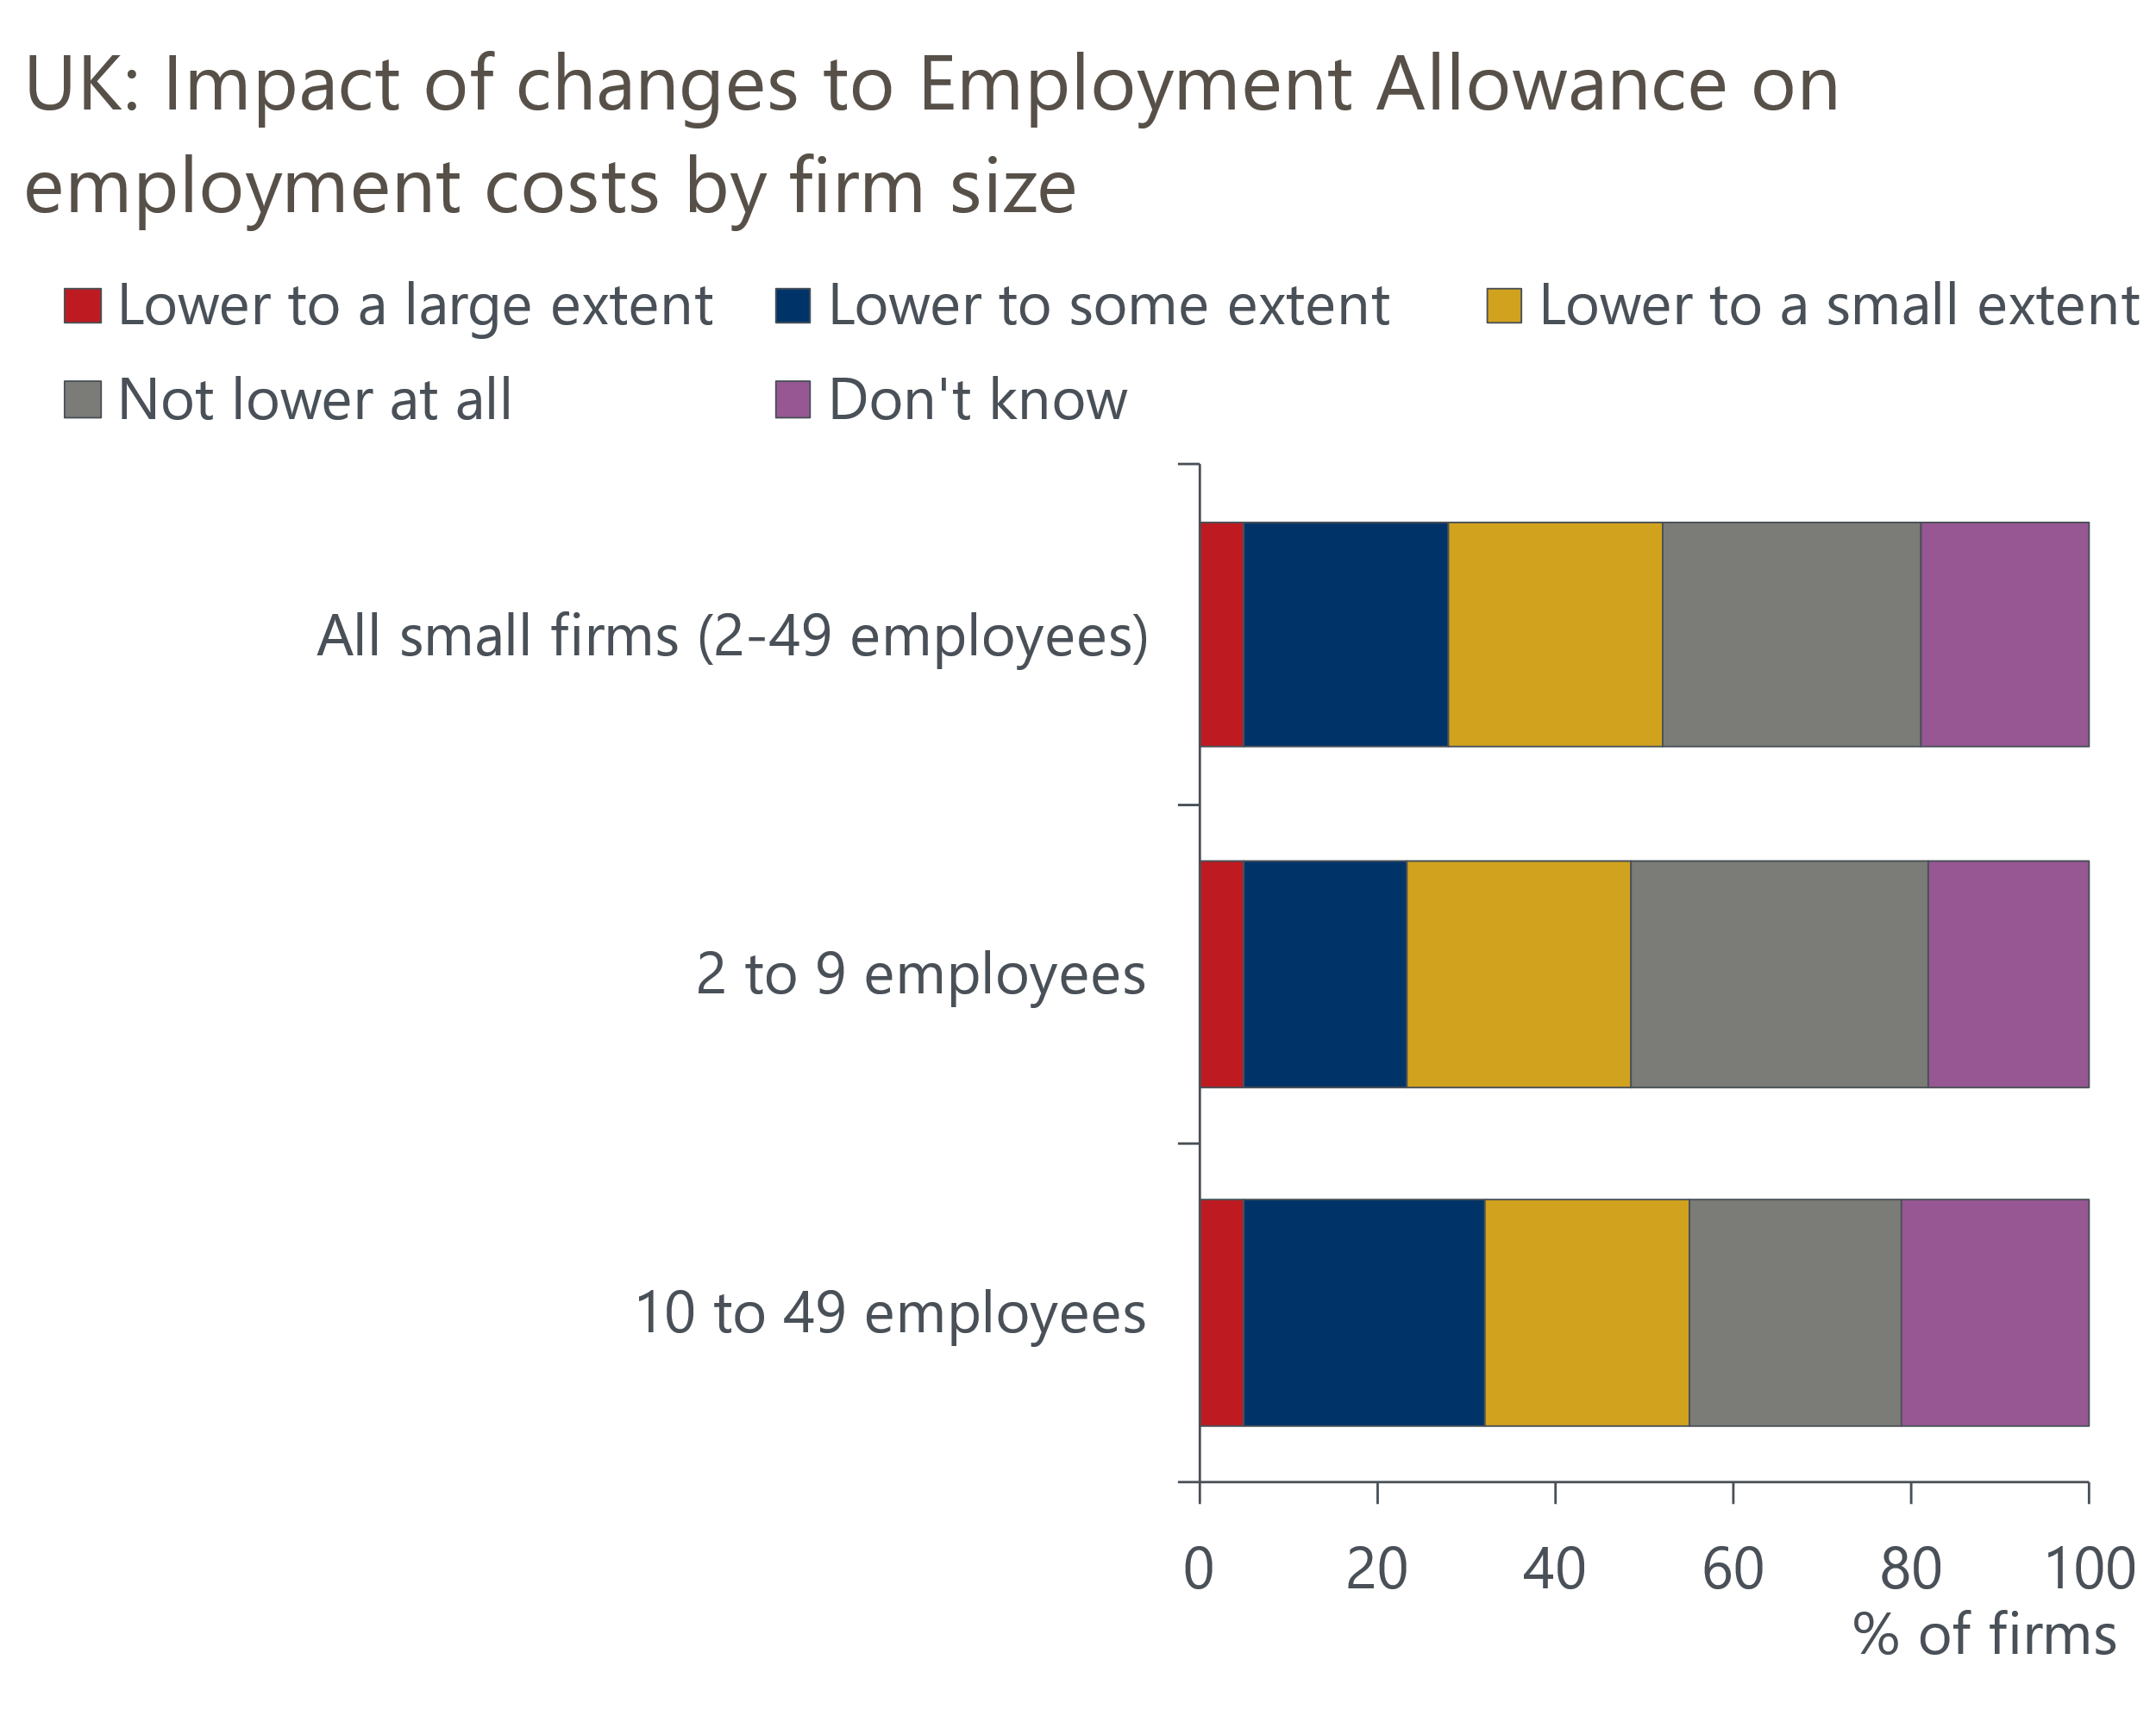 UK: Impact of changes to Employment Allowance on
employment costs by firm size
Lower to a large extent
Lower to some extent
Lower to a small extent
Not lower at all
Don't know
All small firms (2-49 employees)
2 to 9 employees
10 to 49 employees
0 20 40 60 80 100
% of firms